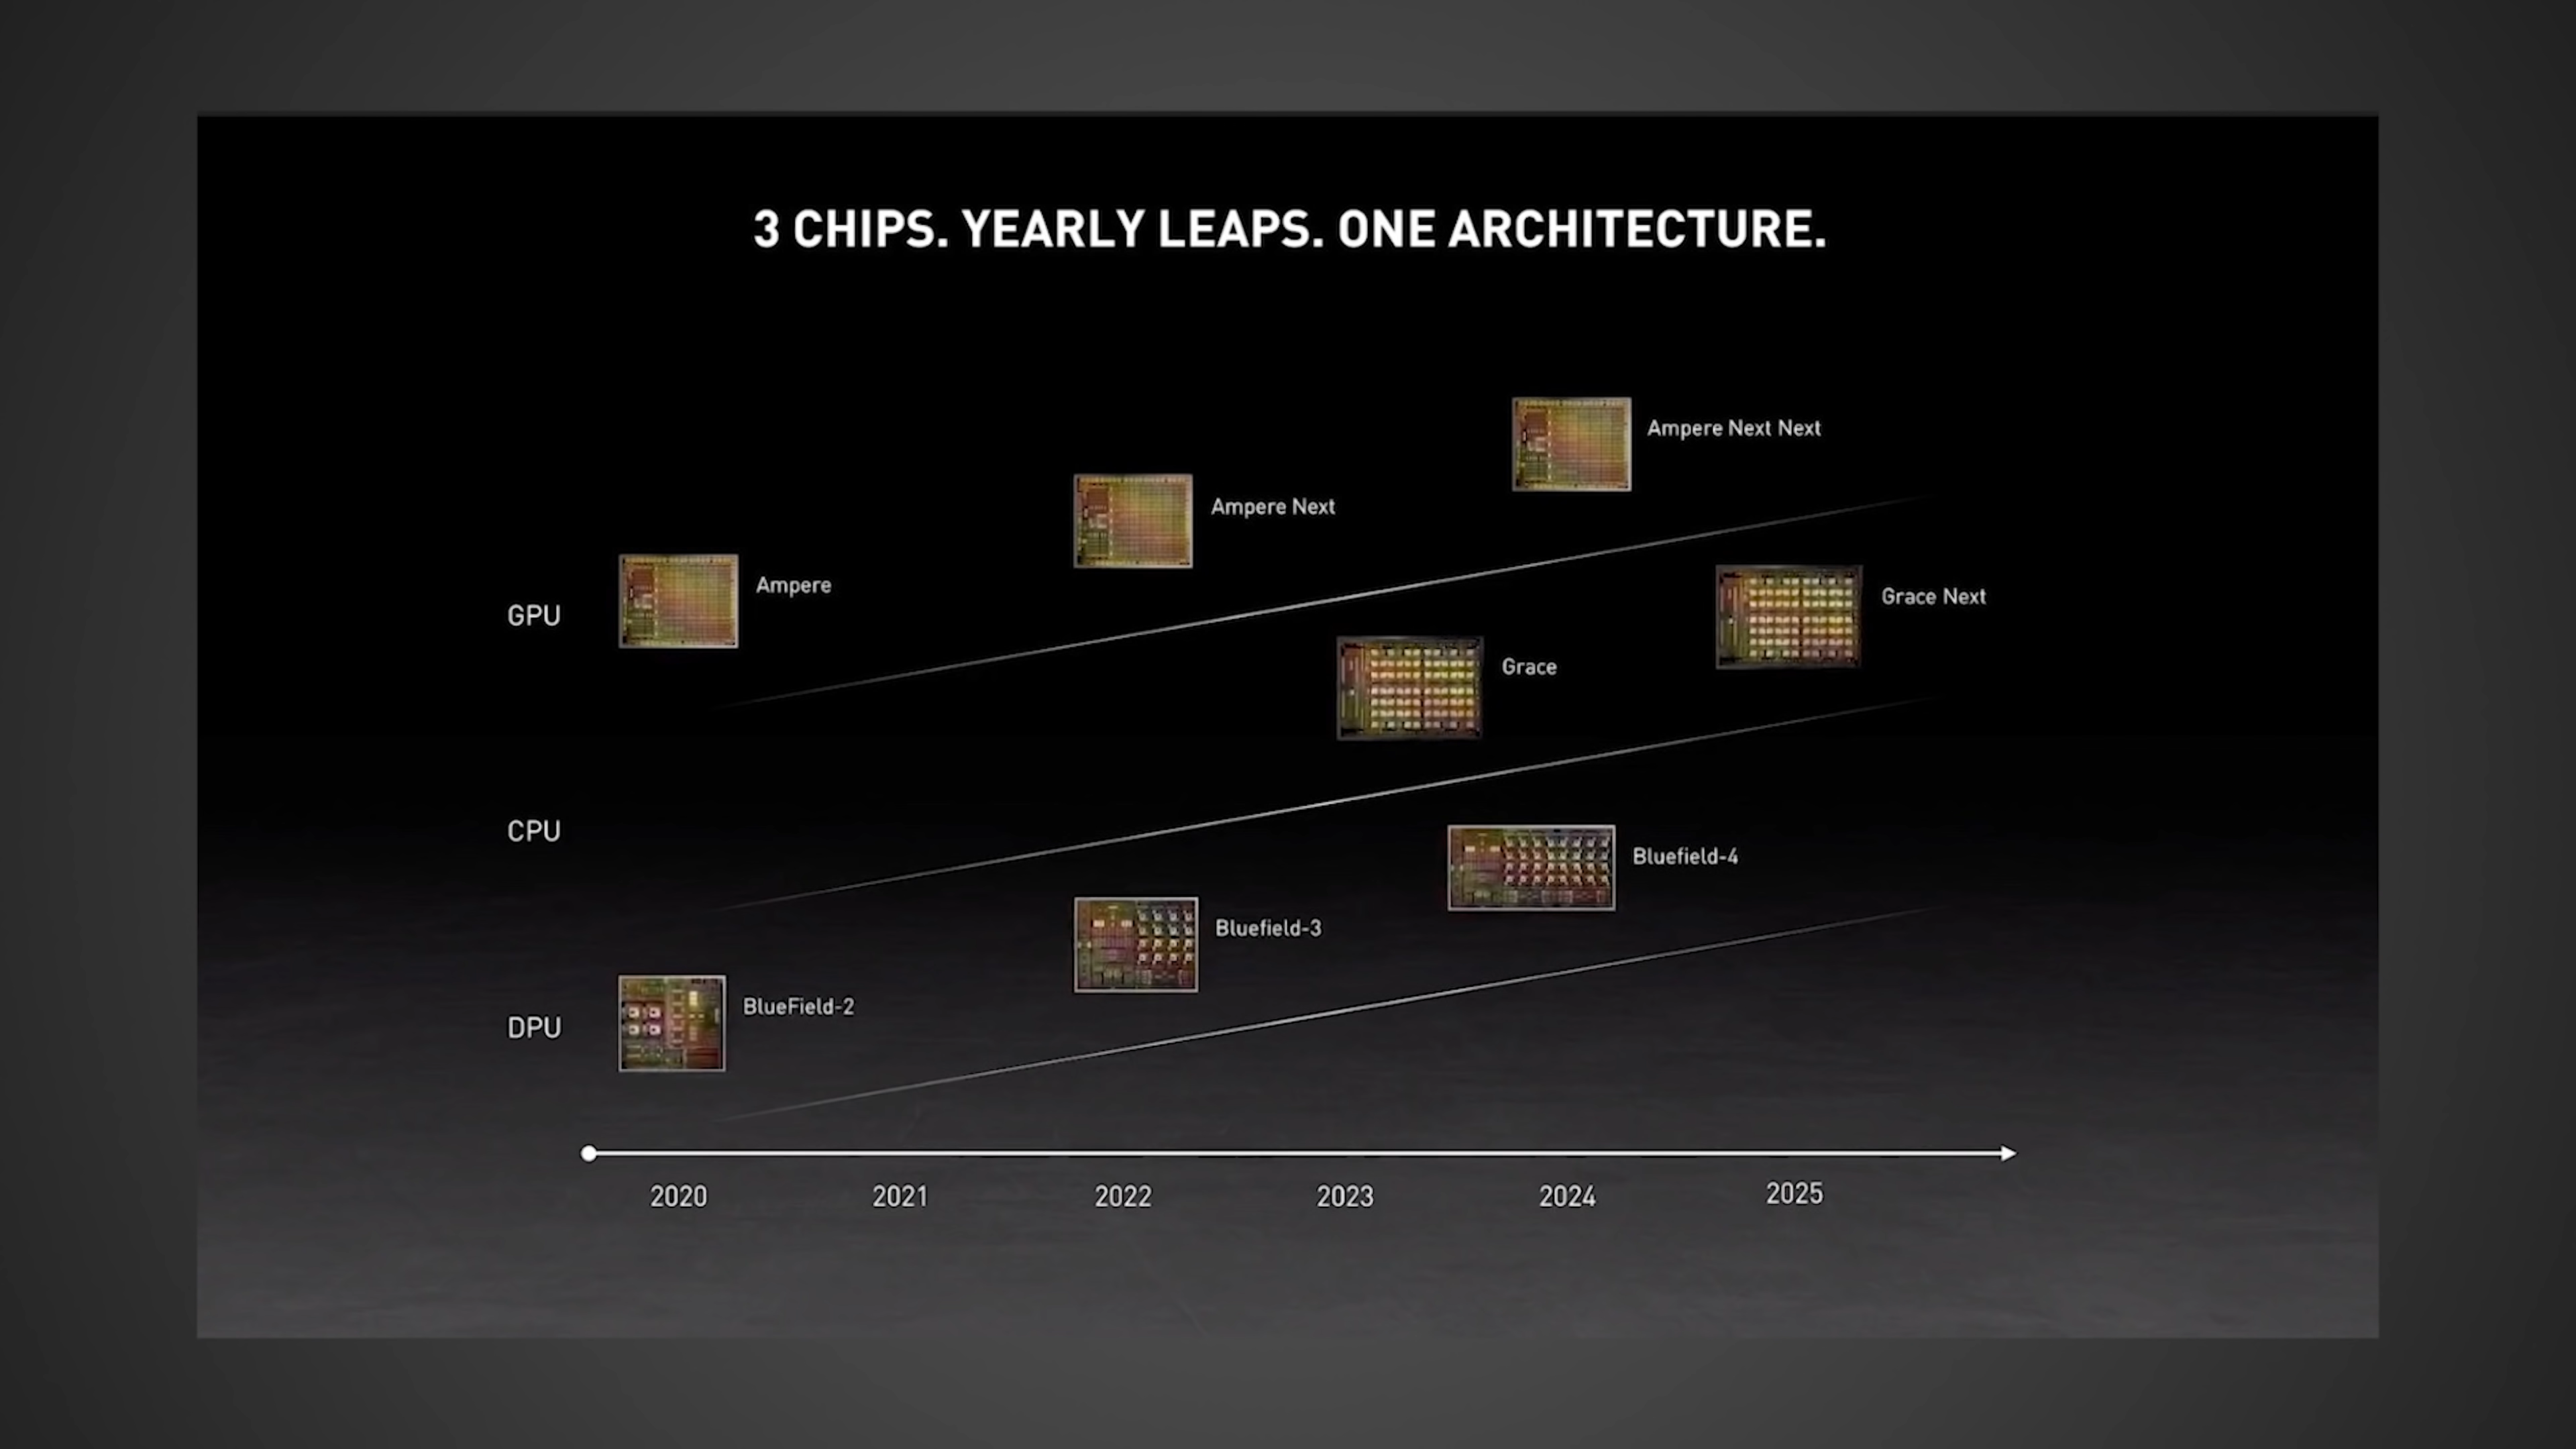 3 CHIPS. YEARLY LEAPS. ONE ARCHITECTURE.
Ampere Next Next
Ampere Next
Ampere
GPU
Grace Next
Grace
CPU
Bluefield-4
Bluefield-3
BlueField-2
DPU
2020 2021 2022 2023 2024 2025